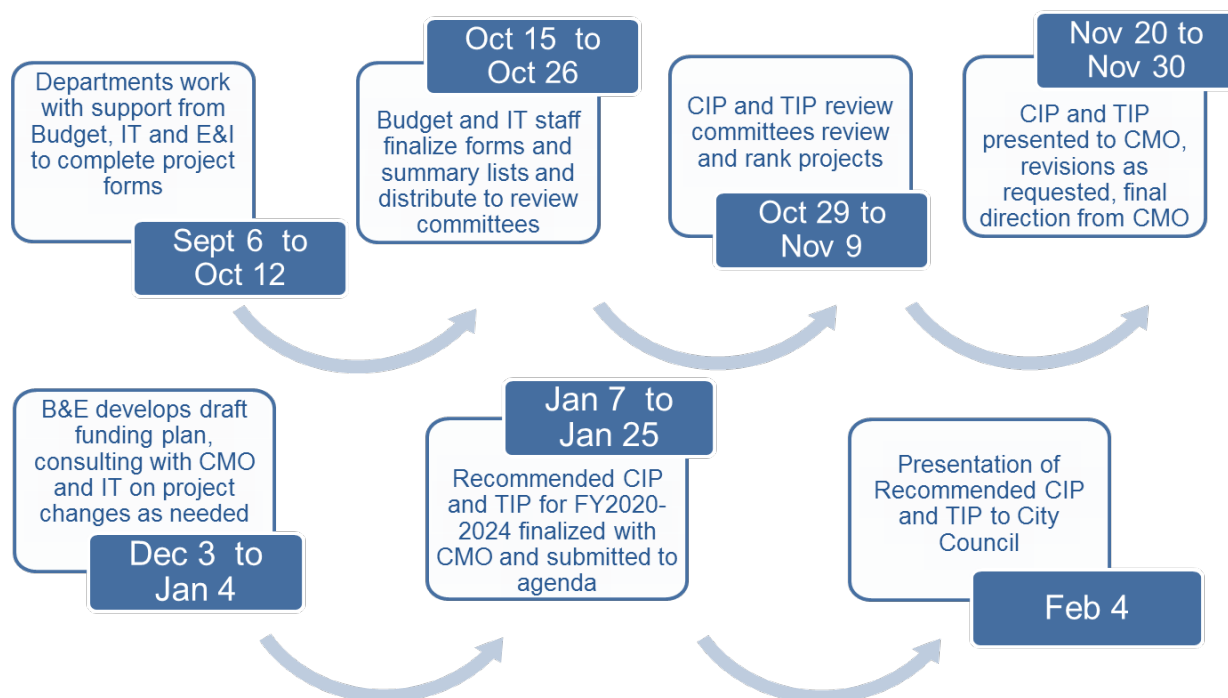 Departments work
with support from
Budget, IT and E&I
to complete project
forms
Sept 6 to
Oct 12
Oct 15 to
Oct 26
Budget and IT staff
finalize forms and
summary lists and
distribute to review
committees
CIP and TIP review
committees review
and rank projects
Oct 29 to
Nov 9
Nov 20 to
Nov 30
CIP and TIP
presented to CMO,
revisions as
requested, final
direction from CMO
B&E develops draft
funding plan,
consulting with CMO
and IT on project
changes as needed
Dec 3 to
Jan 4
Jan 7 to
Jan 25
Recommended CIP
and TIP for FY2020-
2024 finalized with
CMO and submitted to
agenda
Presentation of
Recommended CIP
and TIP to City
Council
Feb 4